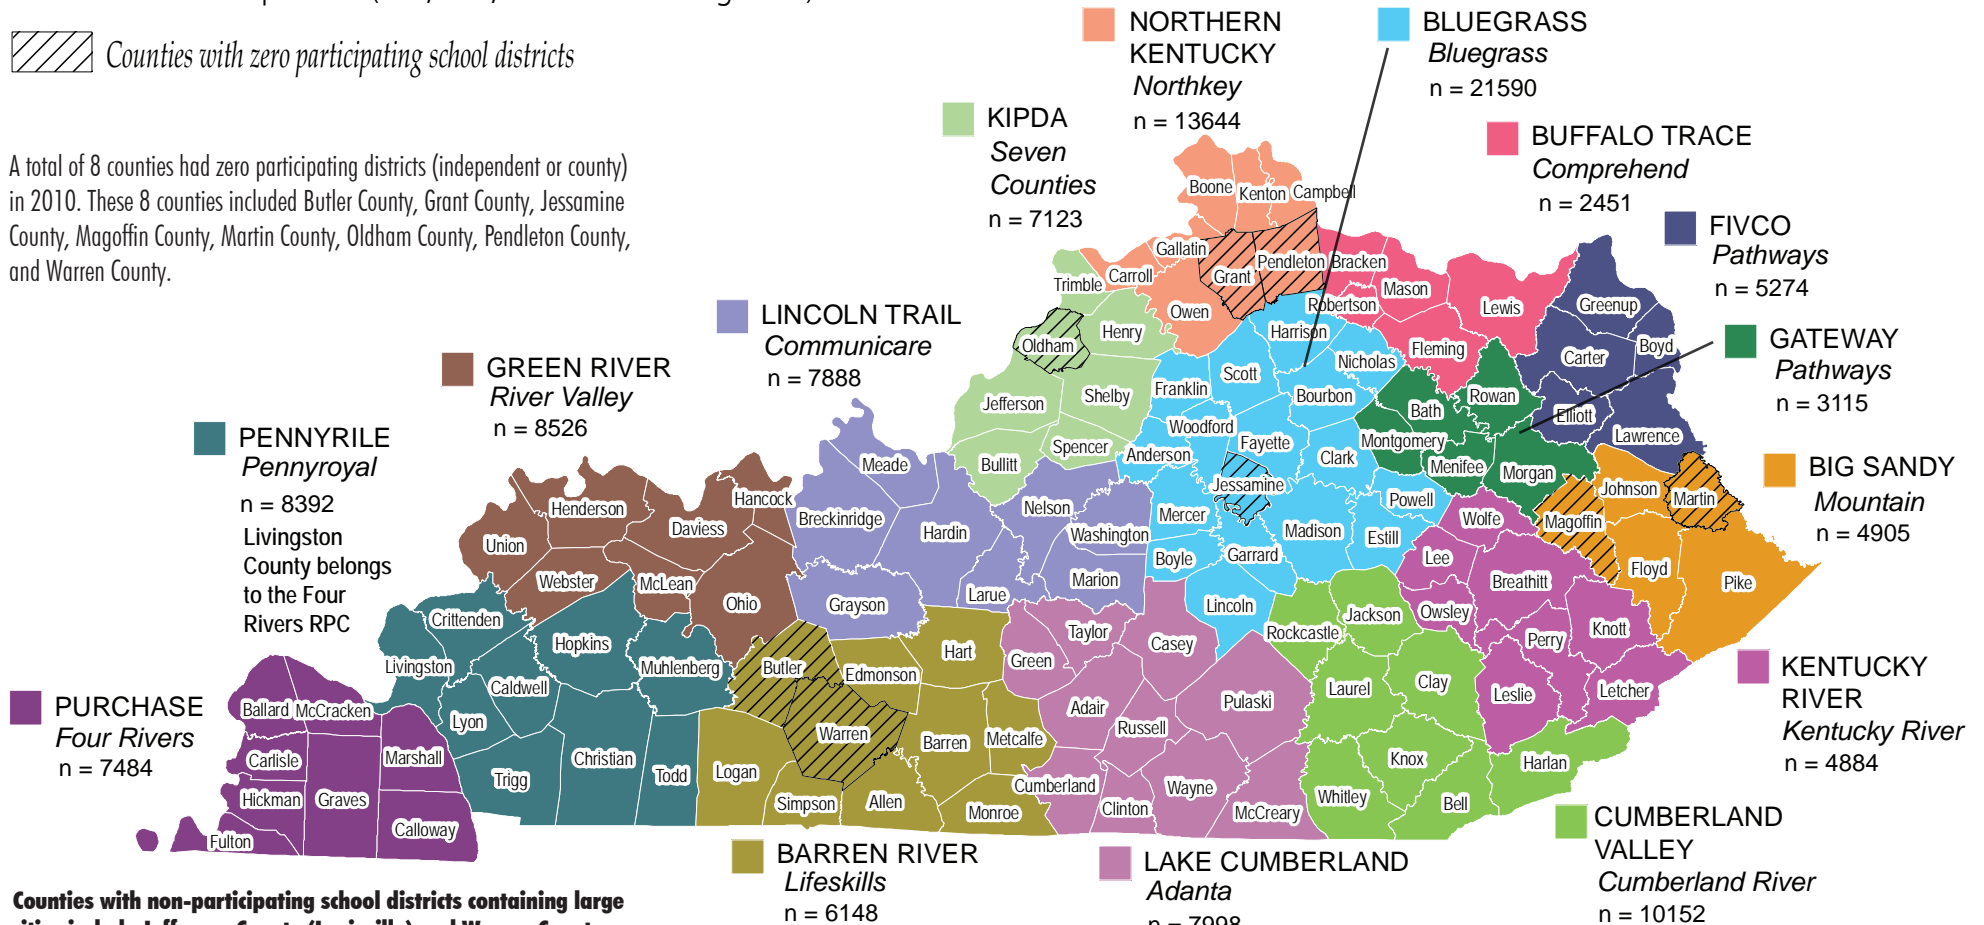 Counties with zero participating school districts
A total of 8 counties had zero participating districts (independent or county)
in 2010. These 8 counties included Butler County, Grant County, Jessamine
County, Magoffin County, Martin County, Oldham County, Pendleton County,
and Warren County.
NORTHERN
KENTUCKY
Northkey
n = 13644
BLUEGRASS
Bluegrass
n = 21590
KIPDA
Seven
Counties
n = 7123
BUFFALO TRACE
Comprehend
n = 2451
FIVCO
Pathways
n = 5274
LINCOLN TRAIL
Communicare
n = 7888
GATEWAY
Pathways
n = 3115
GREEN RIVER
River Valley
n = 8526
PENNYRILE
Pennyroyal
n = 8392
Livingston
County belongs
to the Four
Rivers RPC
BIG SANDY
Mountain
n = 4905
PURCHASE
Four Rivers
n = 7484
KENTUCKY
RIVER
Kentucky River
n = 4884
BARREN RIVER
Lifeskills
n = 6148
LAKE CUMBERLAND
Adanta
n = 7998
CUMBERLAND
VALLEY
Cumberland River
n = 10152
Boone
Kenton
Campbell
Gallatin
Carroll
Grant
Pendleton
Bracken
Trimble
Owen
Robertson
Mason
Lewis
Greenup
Oldham
Henry
Harrison
Fleming
Carter
Boyd
Nicholas
Jefferson
Shelby
Franklin
Scott
Bourbon
Bath
Rowan
Elliott
Lawrence
Woodford
Fayette
Montgomery
Spencer
Anderson
Clark
Menifee
Morgan
Bullitt
Meade
Jessamine
Powell
Johnson
Martin
Hancock
Henderson
Daviess
Breckinridge
Nelson
Mercer
Madison
Estill
Wolfe
Magoffin
Union
Hardin
Washington
Boyle
Garrard
Lee
Floyd
Pike
Webster
McLean
Ohio
Grayson
Larue
Marion
Lincoln
Breathitt
Crittenden
Hopkins
Taylor
Casey
Rockcastle
Jackson
Owsley
Perry
Knott
Livingston
Muhlenberg
Butler
Edmonson
Hart
Green
Caldwell
Adair
Pulaski
Laurel
Clay
Leslie
Letcher
Ballard
McCracken
Lyon
Warren
Barren
Metcalfe
Russell
Carlisle
Marshall
Trigg
Christian
Todd
Logan
Knox
Harlan
Hickman
Graves
Simpson
Allen
Monroe
Cumberland
Clinton
Wayne
McCreary
Whitley
Bell
Fulton
Calloway
Counties with non-participating school districts containing large